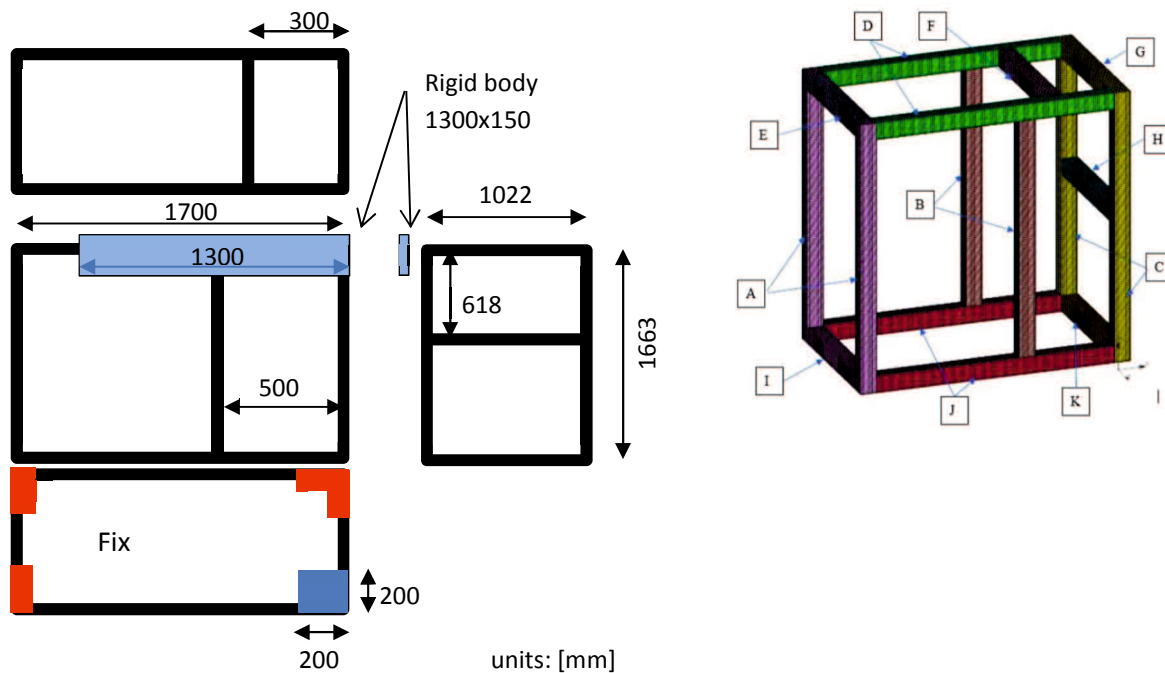 300
Rigid body
1300x150
1700
1022
1300
618
1663
500
Fix
200
200
units: [mm]
D
F
G
E
H
B
A
C
I
J
K